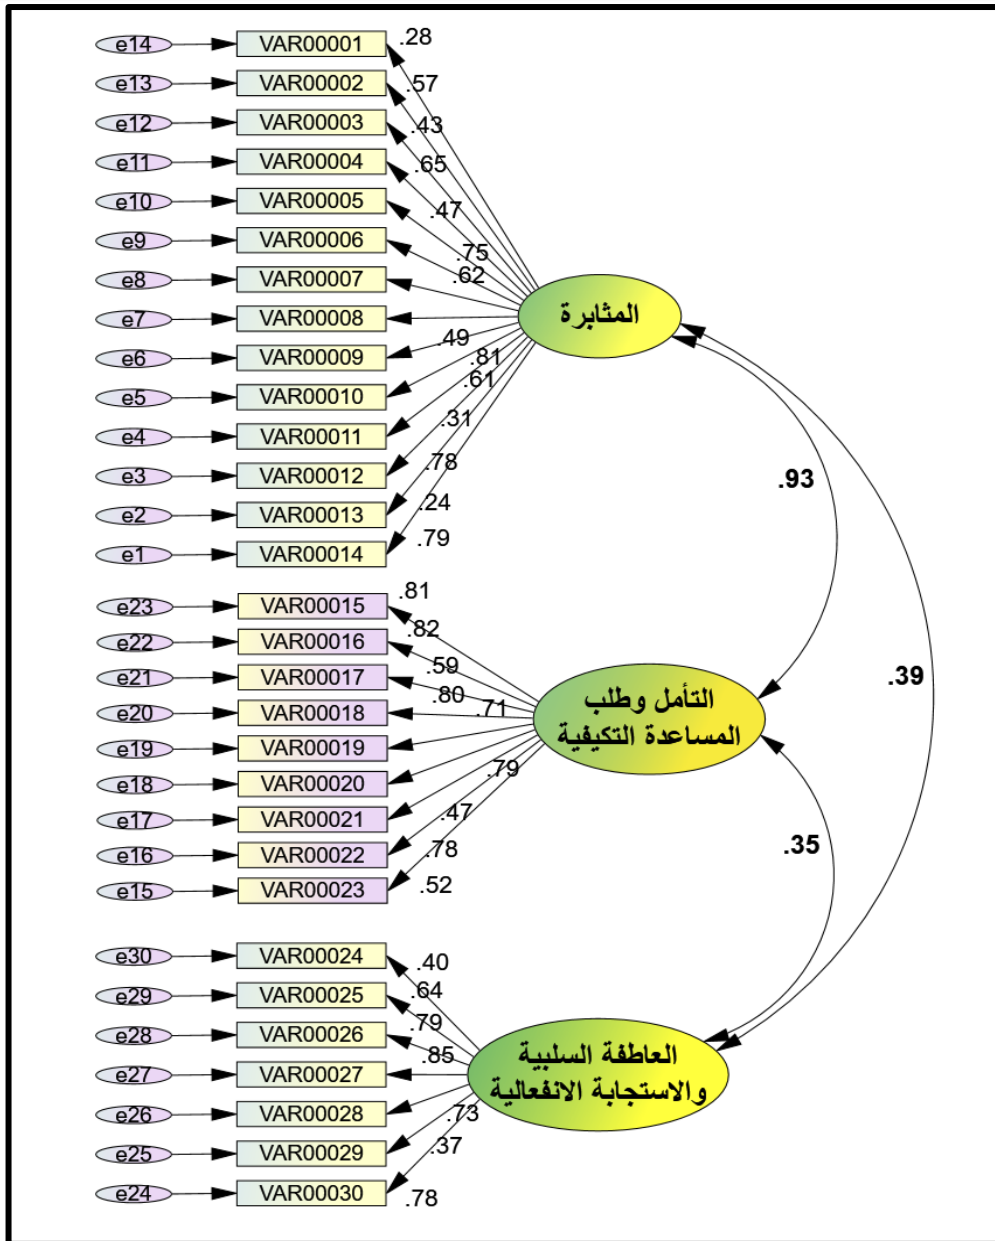 e14 VAR00001 .28
e13 VAR00002 .57
e12 VAR00003 .43
e11 VAR00004 .65
e10 VAR00005 .47
e9 VAR00006 .75
e8 VAR00007 .62
e7 VAR00008
e6 VAR00009 .49
.81
e5 VAR00010 .61
e4 VAR00011 .31
e3 VAR00012 .78
e2 VAR00013 .24
e1 VAR00014 .79
المثابرة
.93
.39
e23 VAR00015 .81
e22 VAR00016 .82
e21 VAR00017 .59
e20 VAR00018 .80 .71
e19 VAR00019
e18 VAR00020 .79
e17 VAR00021 .47
e16 VAR00022 .78
e15 VAR00023 .52
التأمل وطلب
المساعدة التكيفية
.35
e30 VAR00024 .40
e29 VAR00025 .64
e28 VAR00026 .79
e27 VAR00027 .85
e26 VAR00028 .73
e25 VAR00029 .37
e24 VAR00030 .78
العاطفة السلبية
والاستجابة الانفعالية